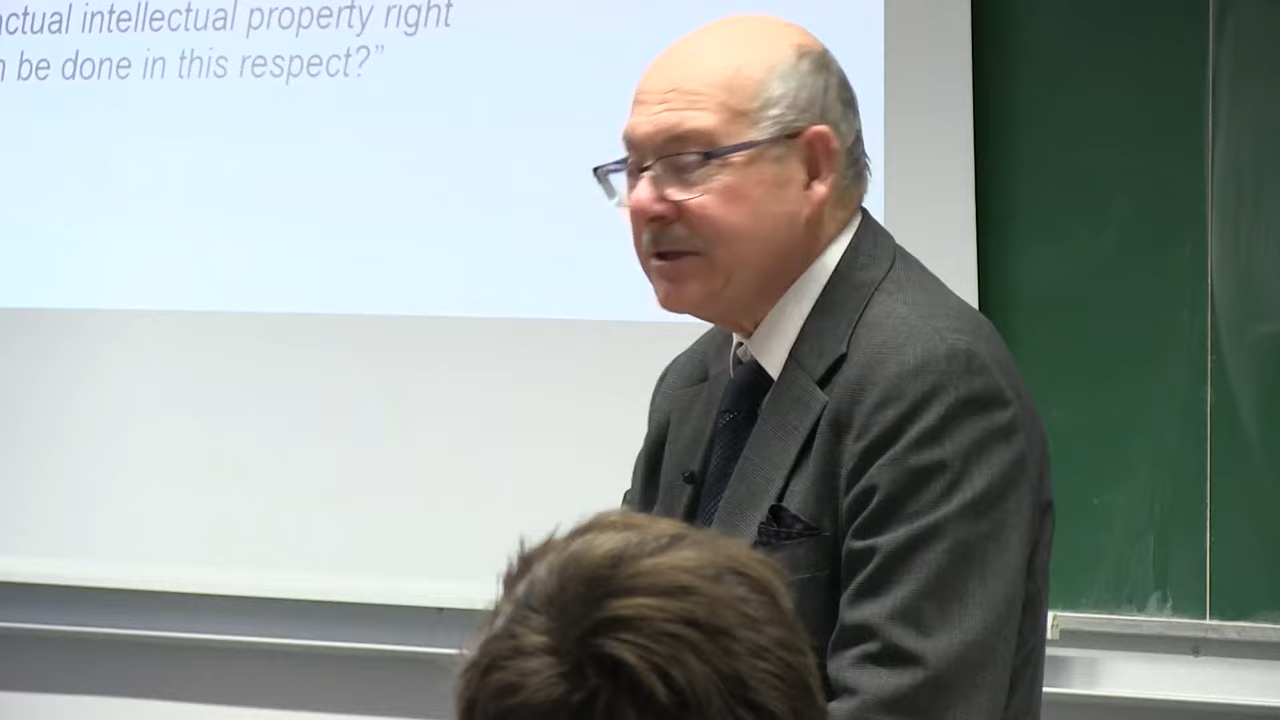 actual intellectual property right
be done in this respect?”